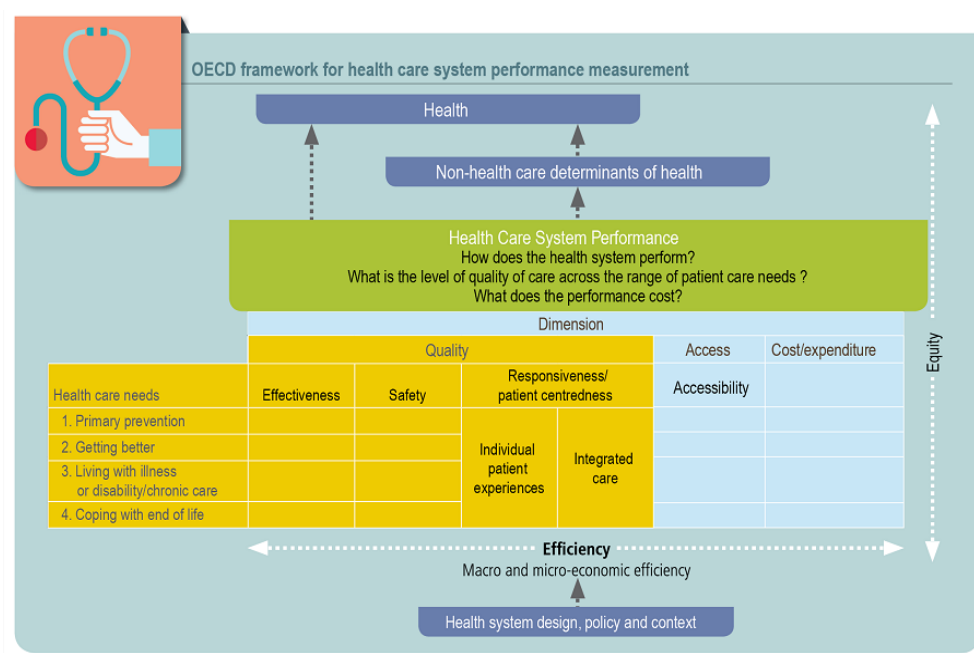 OECD framework for health care system performance measurement
Health
Non-health care determinants of health
Health Care System Performance
How does the health system perform?
What is the level of quality of care across the range of patient care needs ?
What does the performance cost?
Dimension
Quality
Access
Cost/expenditure
Health care needs
Effectiveness
Safety
Responsiveness/
patient centredness
Accessibility
1. Primary prevention
2. Getting better
3. Living with illness
or disability/chronic care
4. Coping with end of life
Individual
patient
experiences
Integrated
care
Equity
Efficiency
Macro and micro-economic efficiency
Health system design, policy and context